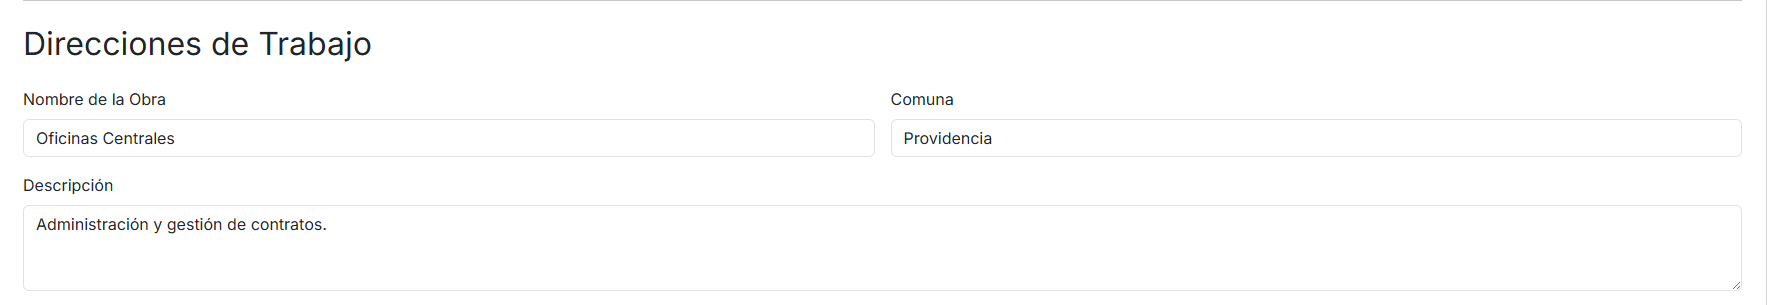 Direcciones de Trabajo
Nombre de la Obra
Comuna
Oficinas Centrales
Providencia
Descripción
Administración y gestión de contratos.